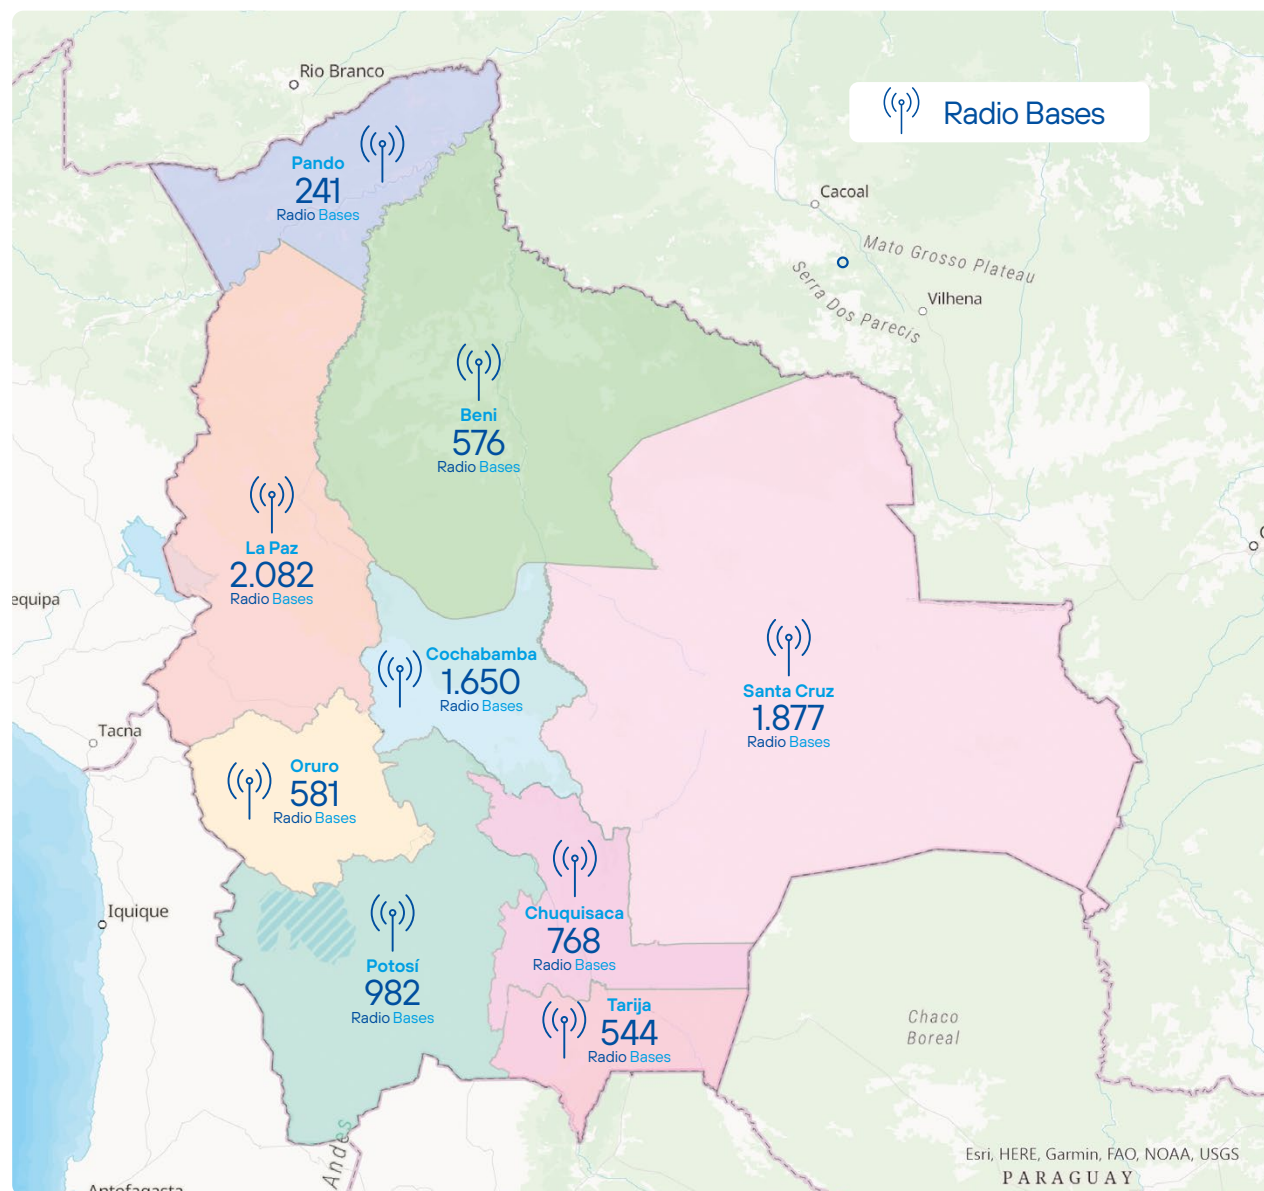 Rio Branco
Radio Bases
Pando
241
Radio Bases
Cacoal
Mato Grosso Plateau
Serra Dos Parecis
Vilhena
Beni
576
Radio Bases
La Paz
2.082
Radio Bases
equipa
Cochabamba
1.650
Radio Bases
Santa Cruz
1.877
Radio Bases
Tacna
Oruro
581
Radio Bases
Iquique
Chuquisaca
768
Radio Bases
Potosí
982
Radio Bases
Tarija
544
Radio Bases
Chaco
Boreal
Andes
Esri, HERE, Garmin, FAO, NOAA, USGS
PARAGUAY
Antofagasta